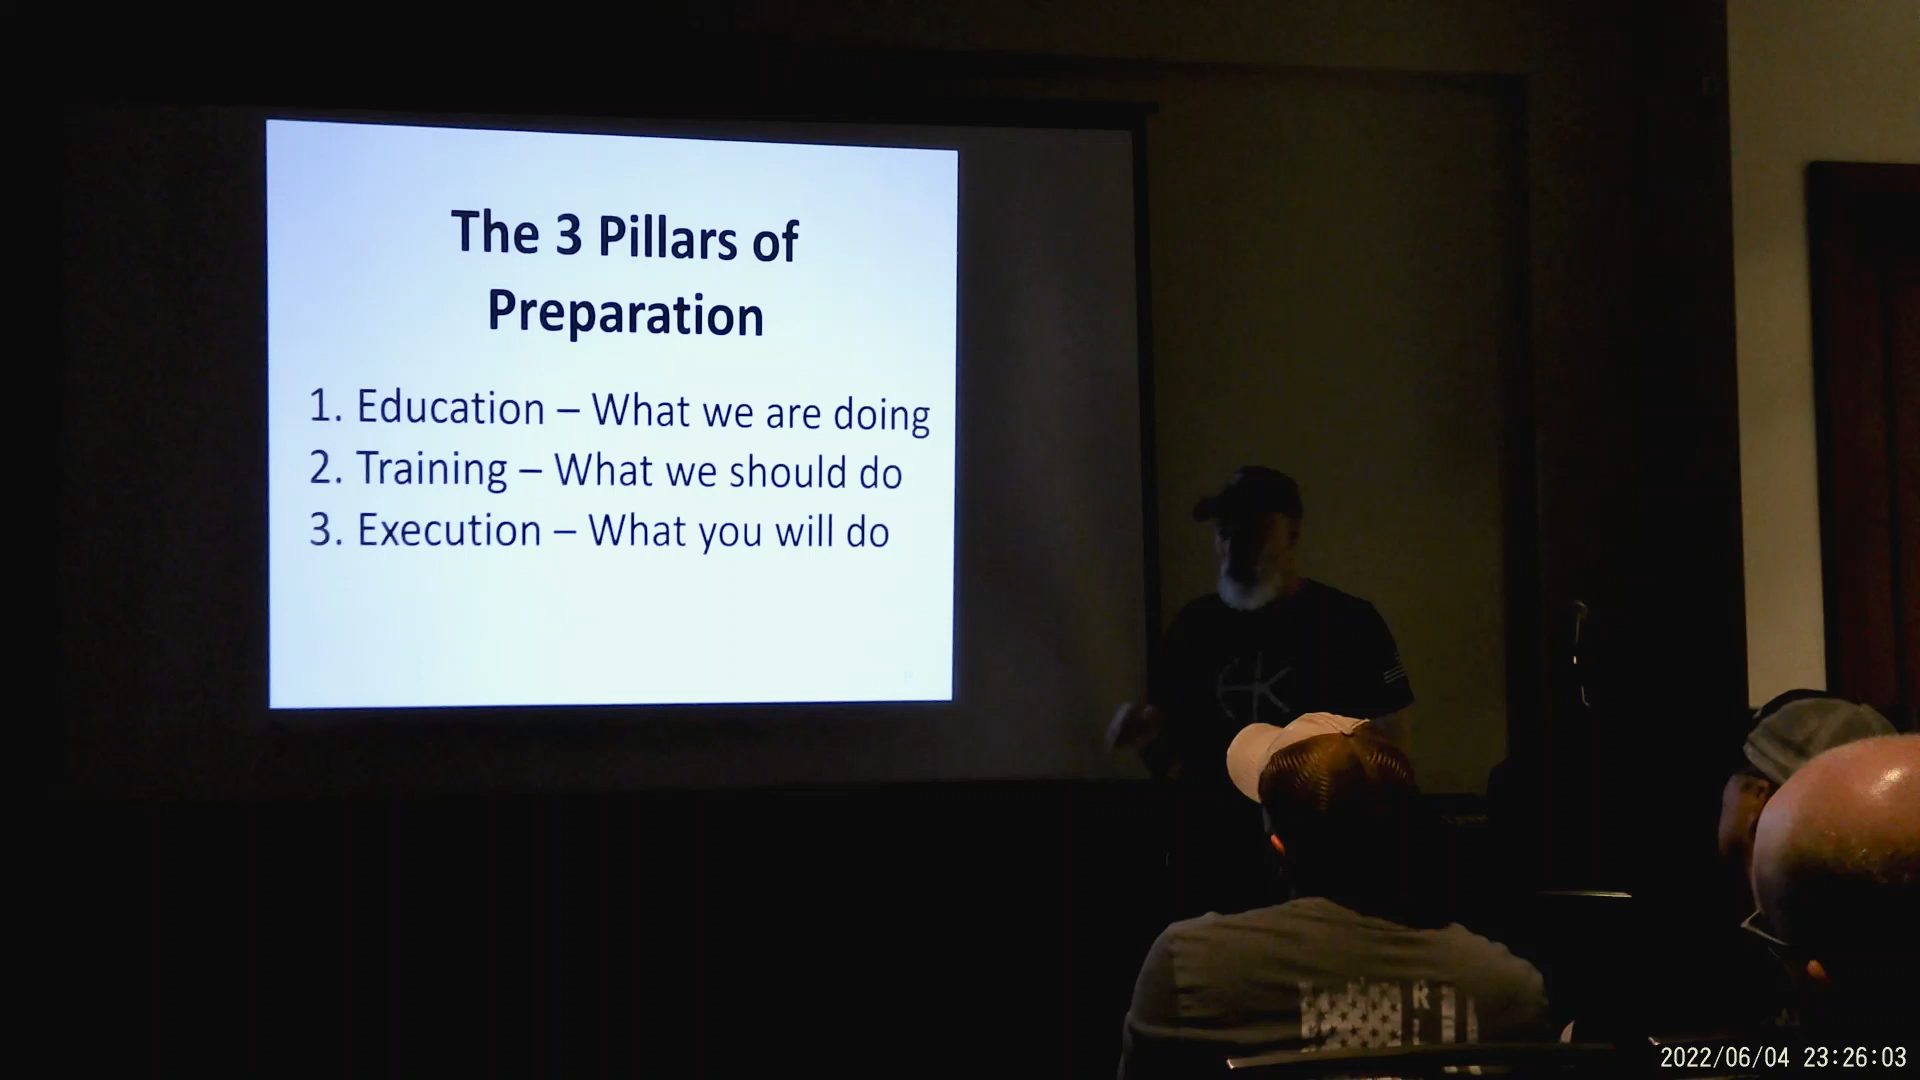 The 3 Pillars of
Preparation
1. Education – What we are doing
2. Training – What we should do
3. Execution – What you will do
2022/06/04 23:26:03